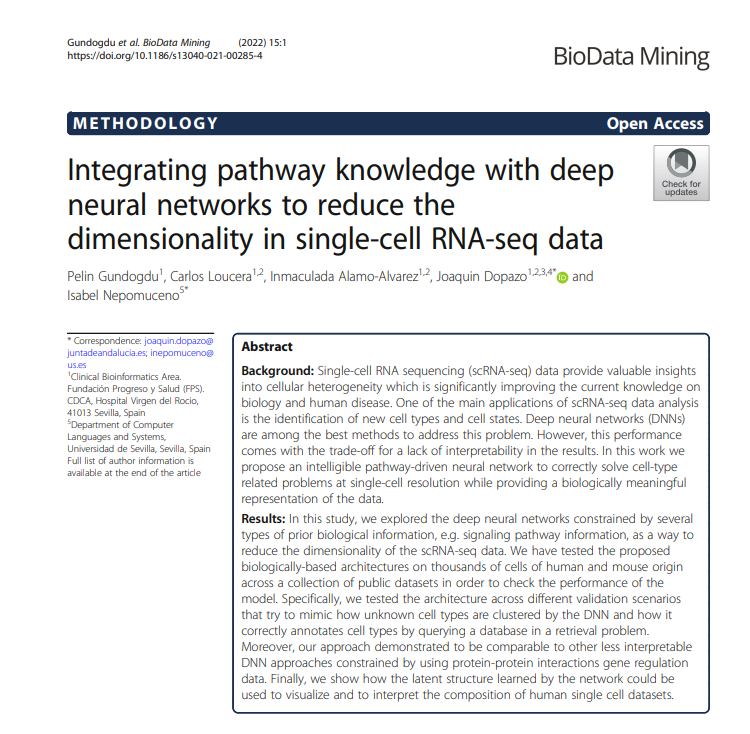 Gundogdu et al. BioData Mining (2022) 15:1
https://doi.org/10.1186/s13040-021-00285-4
BioData Mining
METHODOLOGY Open Access
Integrating pathway knowledge with deep
neural networks to reduce the
dimensionality in single-cell RNA-seq data
Check for
updates
Pelin Gundogdu1, Carlos Loucera1,2, Inmaculada Alamo-Alvarez1,2, Joaquin Dopazo1,2,3,4* iD and
Isabel Nepomuceno5*
* Correspondence: joaquin.dopazo@
juntadeandalucia.es; inepomuceno@
us.es
1Clinical Bioinformatics Area.
Fundación Progreso y Salud (FPS).
CDCA, Hospital Virgen del Rocio,
41013 Sevilla, Spain
5Department of Computer
Languages and Systems,
Universidad de Sevilla, Sevilla, Spain
Full list of author information is
available at the end of the article
Abstract
Background: Single-cell RNA sequencing (scRNA-seq) data provide valuable insights
into cellular heterogeneity which is significantly improving the current knowledge on
biology and human disease. One of the main applications of scRNA-seq data analysis
is the identification of new cell types and cell states. Deep neural networks (DNNs)
are among the best methods to address this problem. However, this performance
comes with the trade-off for a lack of interpretability in the results. In this work we
propose an intelligible pathway-driven neural network to correctly solve cell-type
related problems at single-cell resolution while providing a biologically meaningful
representation of the data.
Results: In this study, we explored the deep neural networks constrained by several
types of prior biological information, e.g. signaling pathway information, as a way to
reduce the dimensionality of the scRNA-seq data. We have tested the proposed
biologically-based architectures on thousands of cells of human and mouse origin
across a collection of public datasets in order to check the performance of the
model. Specifically, we tested the architecture across different validation scenarios
that try to mimic how unknown cell types are clustered by the DNN and how it
correctly annotates cell types by querying a database in a retrieval problem.
Moreover, our approach demonstrated to be comparable to other less interpretable
DNN approaches constrained by using protein-protein interactions gene regulation
data. Finally, we show how the latent structure learned by the network could be
used to visualize and to interpret the composition of human single cell datasets.